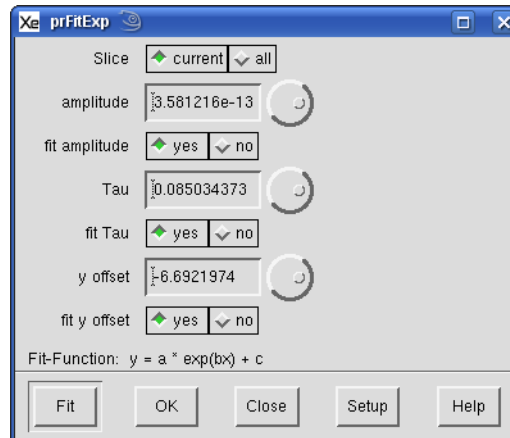 Xe prFitExp
Slice current all
amplitude 3.581216e-13
fit amplitude yes no
Tau 0.085034373
fit Tau yes no
y offset -6.6921974
fit y offset yes no
Fit-Function: y = a * exp(bx) + c
Fit OK Close Setup Help